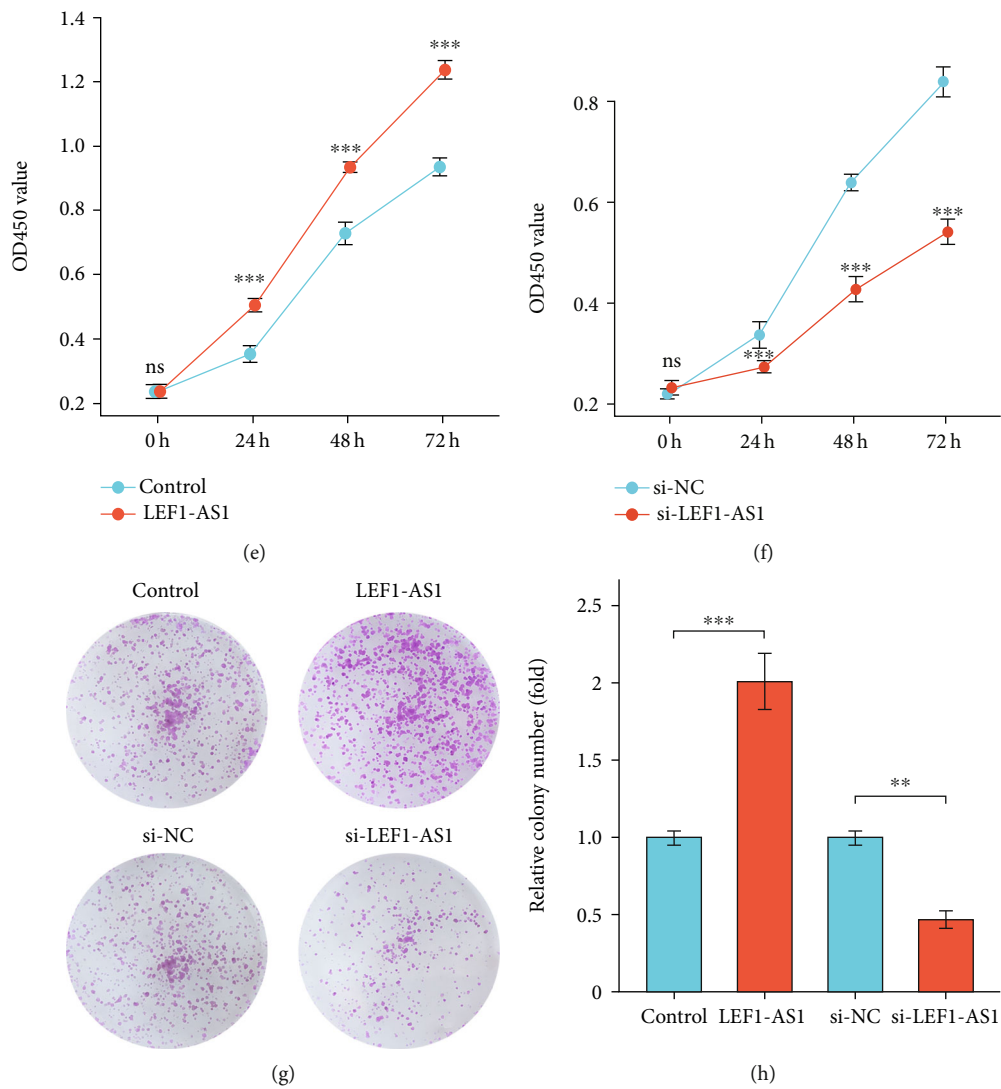 1.4
1.2
1.0
0.8
0.6
0.4
0.2
OD450 value
ns
***
***
***
0 h 24 h 48 h 72 h
Control
LEF1-AS1
(e)
0.8
0.6
0.4
0.2
OD450 value
ns
***
***
***
0 h 24 h 48 h 72 h
si-NC
si-LEF1-AS1
(f)
Control LEF1-AS1
si-NC si-LEF1-AS1
(g)
2.5
2
1.5
1.0
0.5
0
Relative colony number (fold)
***
**
Control LEF1-AS1 si-NC si-LEF1-AS1
(h)